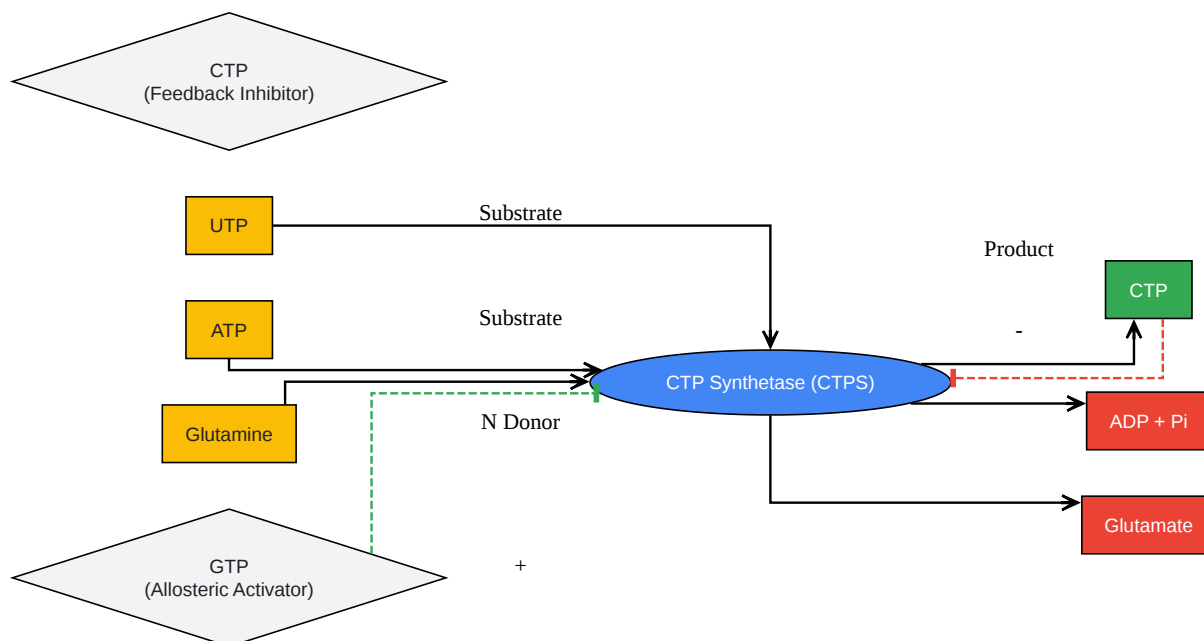 CTP
(Feedback Inhibitor)
UTP
Substrate
Product
CTP
ATP
Substrate
-
CTP Synthetase (CTPS)
Glutamine
N Donor
ADP + Pi
Glutamate
GTP
(Allosteric Activator)
+